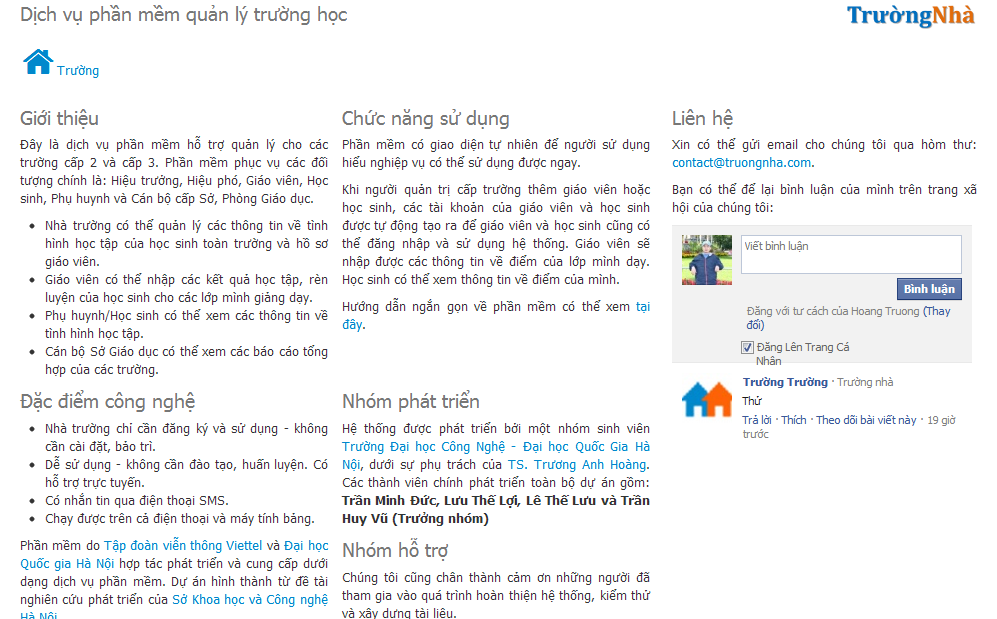 Dịch vụ phần mềm quản lý trường học
TrườngNhà
Trường
Giới thiệu
Đây là dịch vụ phần mềm hỗ trợ quản lý cho các
trường cấp 2 và cấp 3. Phần mềm phục vụ các đối
tượng chính là: Hiệu trưởng, Hiệu phó, Giáo viên, Học
sinh, Phụ huynh và Cán bộ cấp Sở, Phòng Giáo dục.
• Nhà trường có thể quản lý các thông tin về tình
hình học tập của học sinh toàn trường và hồ sơ
giáo viên.
• Giáo viên có thể nhập các kết quả học tập, rèn
luyện của học sinh cho các lớp mình giảng dạy.
• Phụ huynh/Học sinh có thể xem các thông tin về
tình hình học tập.
• Cán bộ Sở Giáo dục có thể xem các báo cáo tổng
hợp của các trường.
Chức năng sử dụng
Phần mềm có giao diện tự nhiên để người sử dụng
hiểu nghiệp vụ có thể sử dụng được ngay.
Khi người quản trị cấp trường thêm giáo viên hoặc
học sinh, các tài khoản của giáo viên và học sinh
được tự động tạo ra để giáo viên và học sinh cũng có
thể đăng nhập và sử dụng hệ thống. Giáo viên sẽ
nhập được các thông tin về điểm của lớp mình dạy.
Học sinh có thể xem thông tin về điểm của mình.
Hướng dẫn ngắn gọn về phần mềm có thể xem tại
đây.
Liên hệ
Xin có thể gửi email cho chúng tôi qua hòm thư:
contact@truongnha.com.
Bạn có thể để lại bình luận của mình trên trang xã
hội của chúng tôi:
Viết bình luận
Bình luận
Đăng với tư cách của Hoang Truong (Thay
đổi)
Đăng Lên Trang Cá
Nhân
Trường Trường · Trường nhà
Thử
Trả lời · Thích · Theo dõi bài viết này · 19 giờ
trước
Đặc điểm công nghệ
• Nhà trường chỉ cần đăng ký và sử dụng - không
cần cài đặt, bảo trì.
• Dễ sử dụng - không cần đào tạo, huấn luyện. Có
hỗ trợ trực tuyến.
• Có nhắn tin qua điện thoại SMS.
• Chạy được trên cả điện thoại và máy tính bảng.
Phần mềm do Tập đoàn viễn thông Viettel và Đại học
Quốc gia Hà Nội hợp tác phát triển và cung cấp dưới
dạng dịch vụ phần mềm. Dự án hình thành từ đề tài
nghiên cứu phát triển của Sở Khoa học và Công nghệ
Hà Nội.
Nhóm phát triển
Hệ thống được phát triển bởi một nhóm sinh viên
Trường Đại học Công Nghệ - Đại học Quốc Gia Hà
Nội, dưới sự phụ trách của TS. Trương Anh Hoàng.
Các thành viên chính phát triển toàn bộ dự án gồm:
Trần Minh Đức, Lưu Thế Lợi, Lê Thế Lưu và Trần
Huy Vũ (Trưởng nhóm)
Nhóm hỗ trợ
Chúng tôi cũng chân thành cảm ơn những người đã
tham gia vào quá trình hoàn thiện hệ thống, kiểm thử
và xây dựng tài liệu.